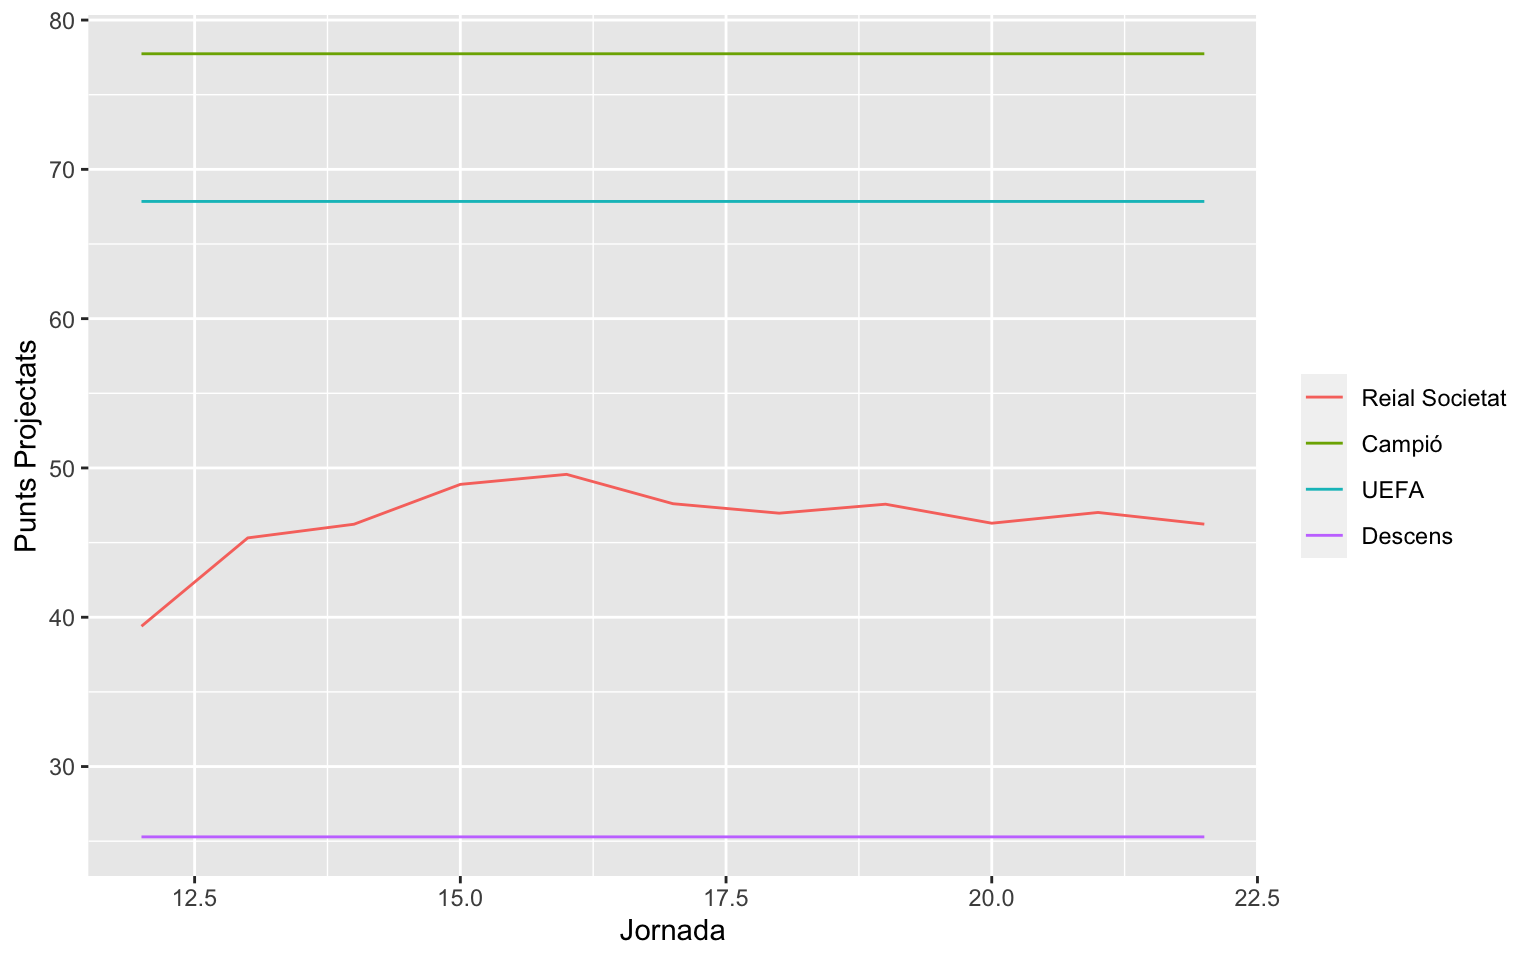 80
70
60
50
40
30
Punts Projectats
12.5 15.0 17.5 20.0 22.5
Jornada
Reial Societat
Campió
UEFA
Descens